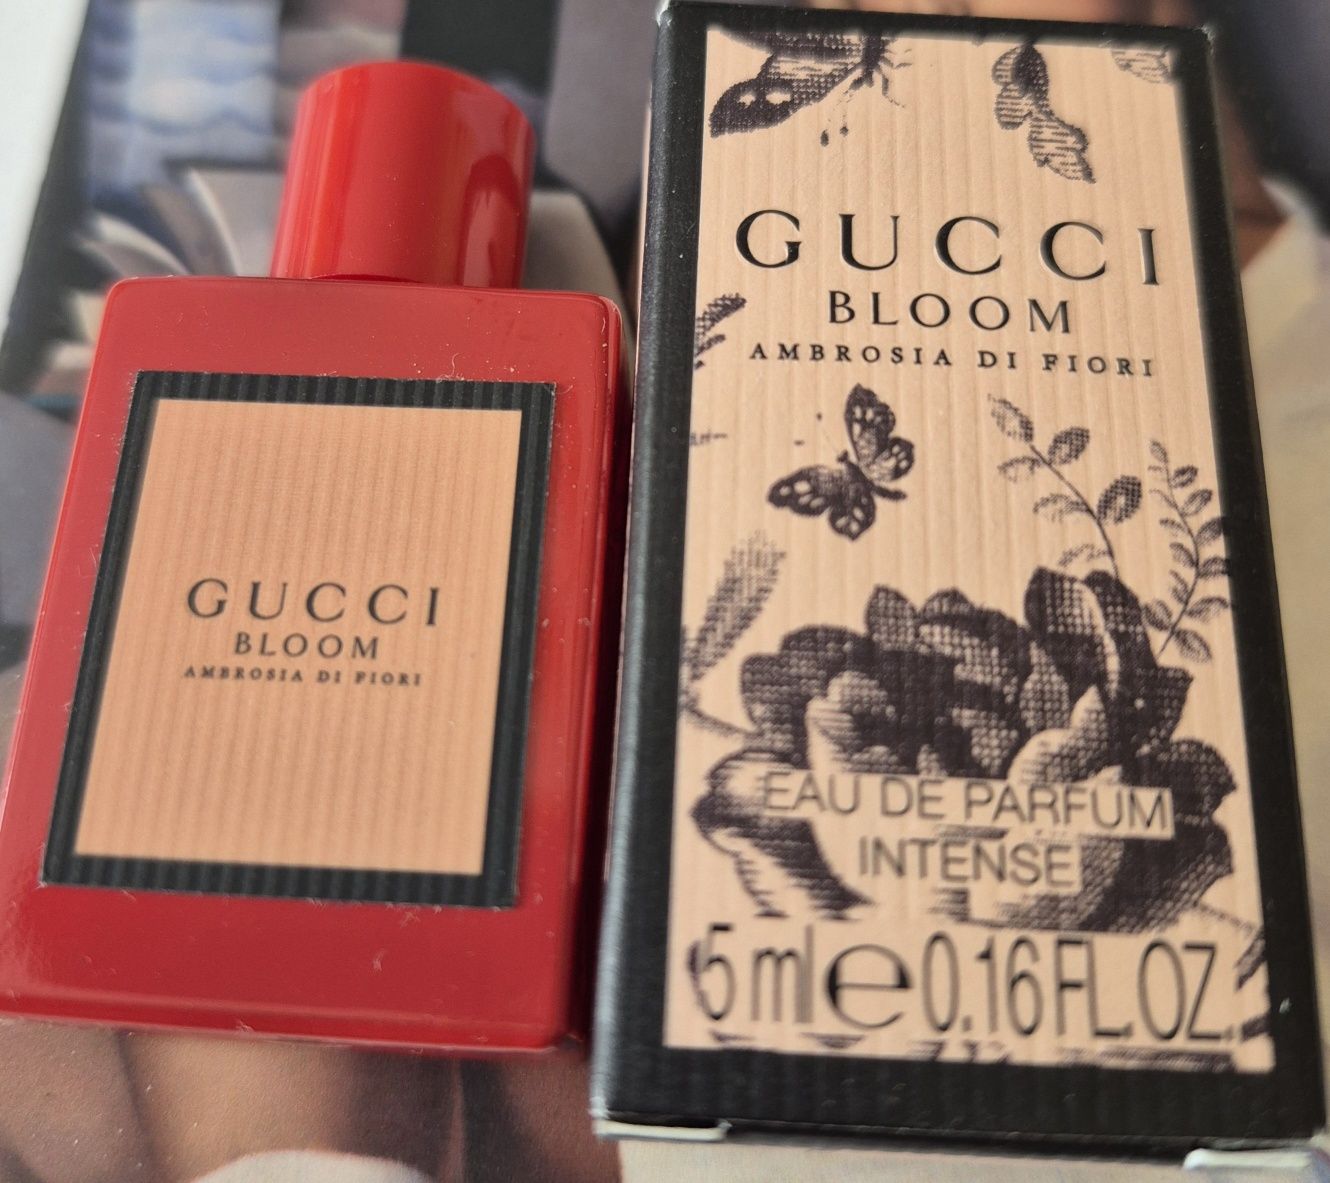 GUCCI
BLOOM
AMBROSIA DI FIORI
GUCCI
BLOOM
AMBROSIA DI FIORI
EAU DE PARFUM
INTENSE
5 ml e 0.16 FL. OZ.